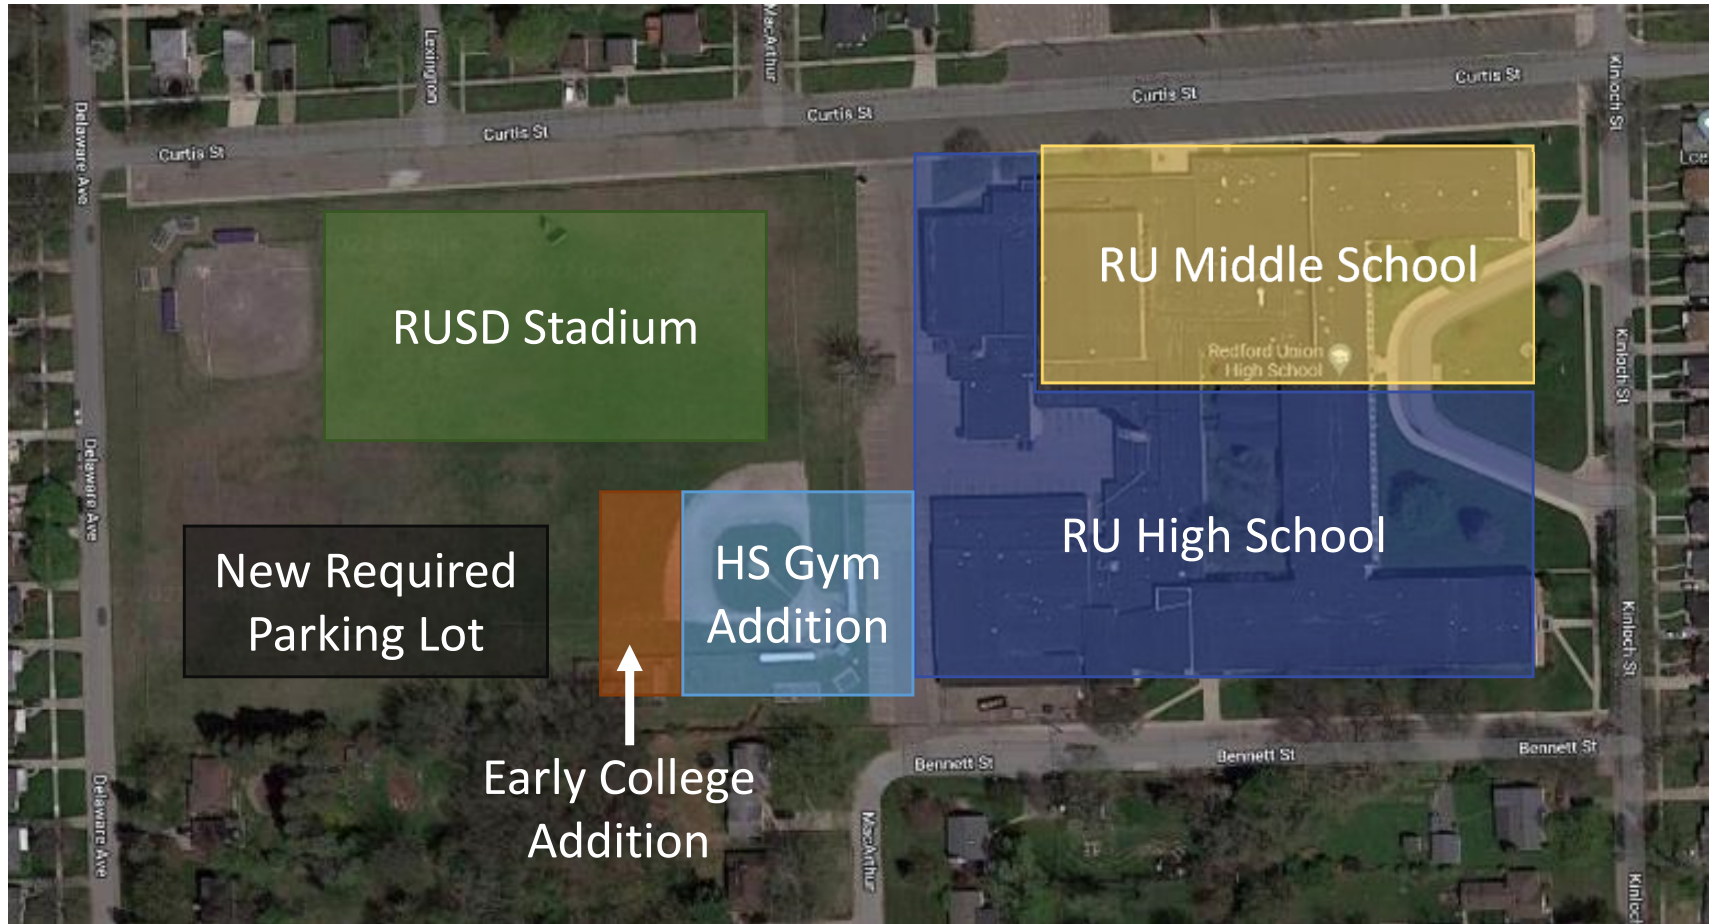 Lexington
MacArthur
Curtis St
Curtis St
Curtis St
Curtis St
Kinloch St
Delaware Ave
RUSD Stadium
RU Middle School
Redford Union
High School
Kinloch St
Delaware Ave
New Required
Parking Lot
HS Gym
Addition
RU High School
Kinloch St
Early College
Addition
Bennett St
Bennett St
Bennett St
Delaware Ave
MacArthur